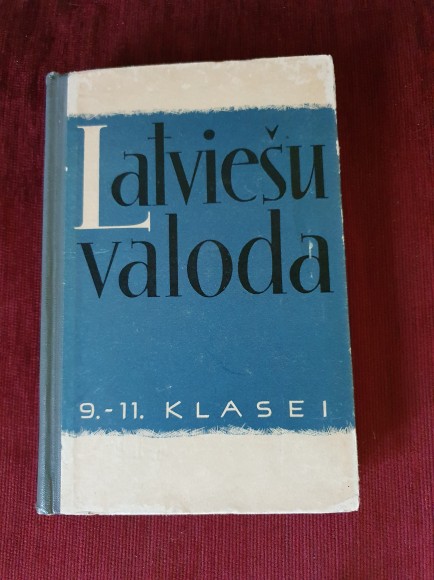 Latviešu
valoda
9.-11. KLASEI